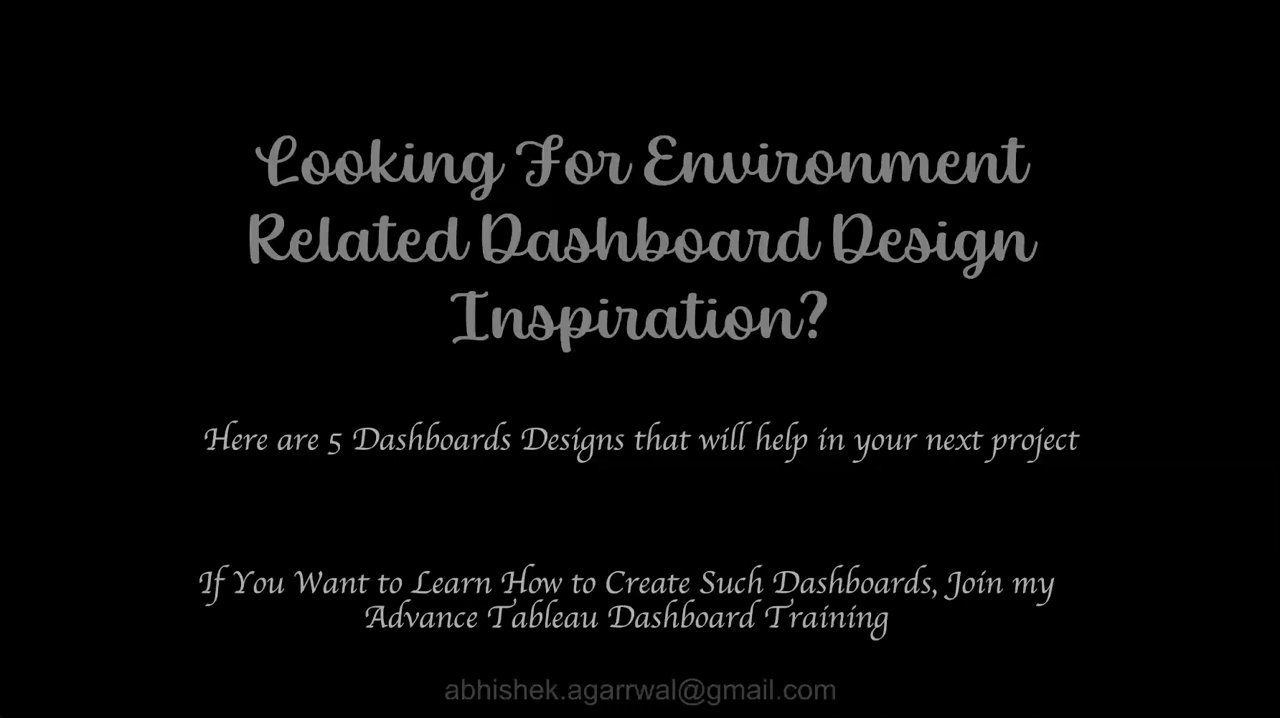 Looking For Environment
Related Dashboard Design
Inspiration?
Here are 5 Dashboards Designs that will help in your next project
If You Want to Learn How to Create Such Dashboards, Join my
Advance Tableau Dashboard Training
abhishek.agarrwal@gmail.com